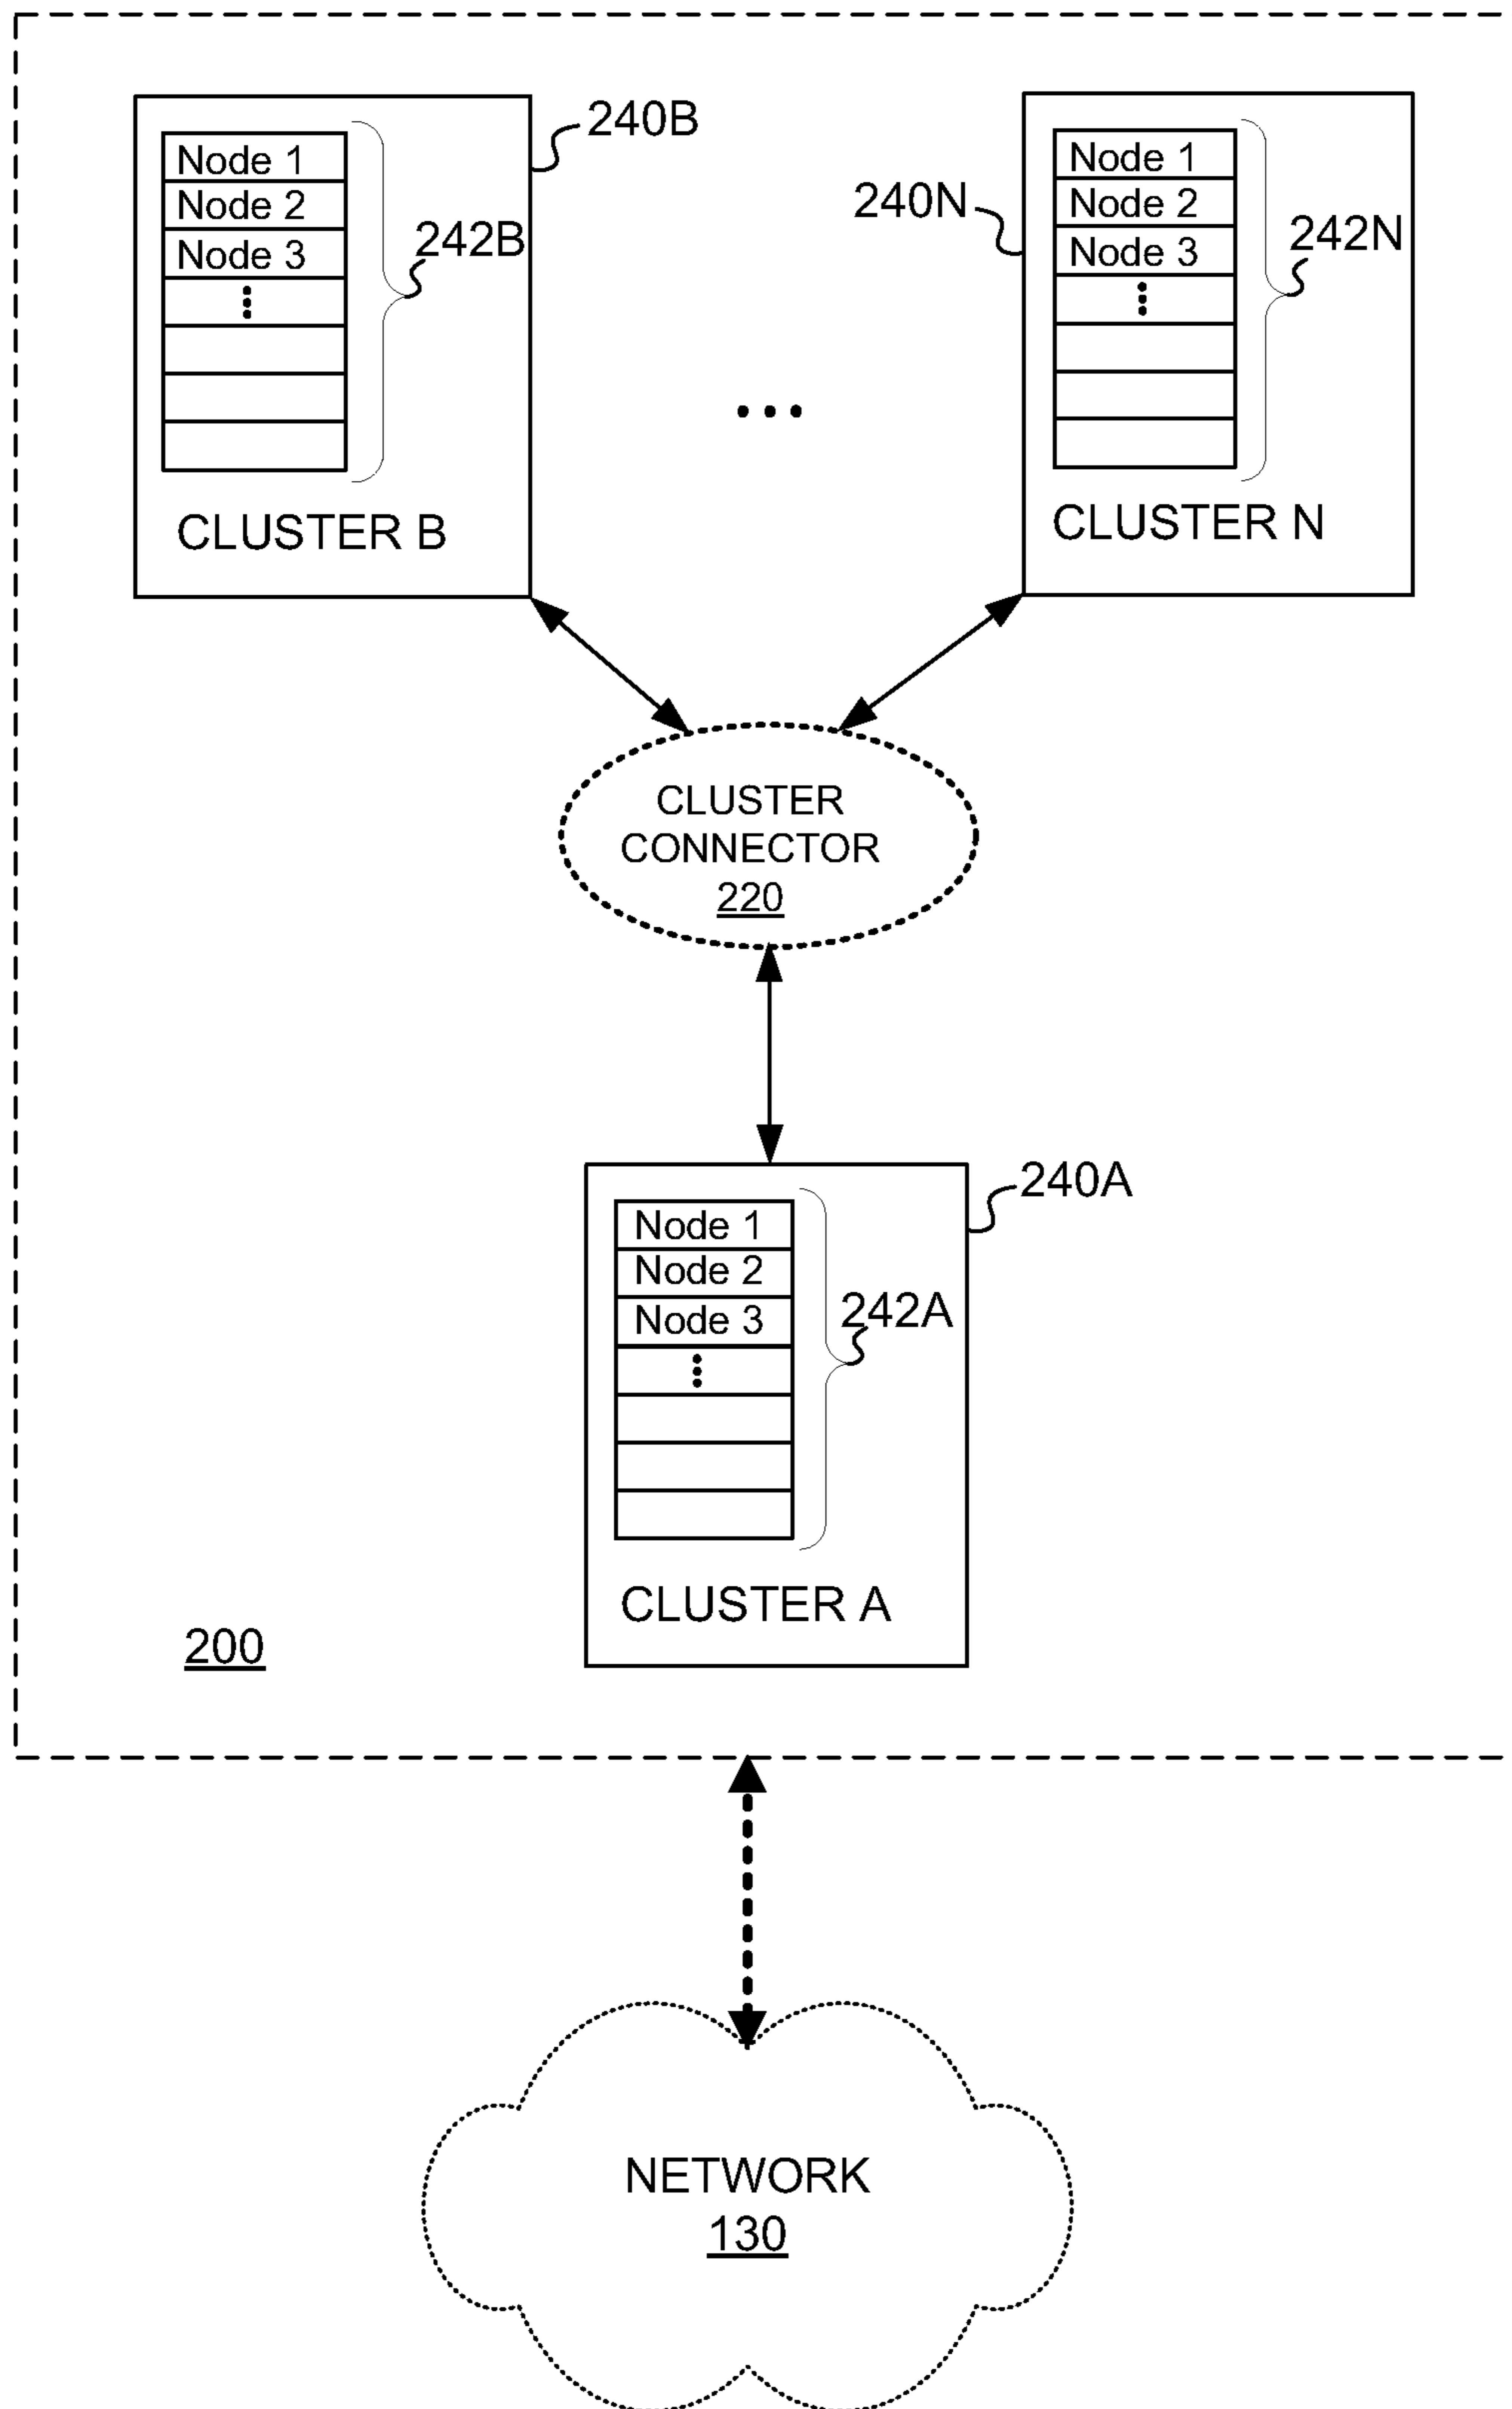 240B
Node 1
Node 2
Node 3
242B
CLUSTER B
240N
Node 1
Node 2
Node 3
242N
CLUSTER N
CLUSTER
CONNECTOR
220
240A
Node 1
Node 2
Node 3
242A
CLUSTER A
200
NETWORK
130